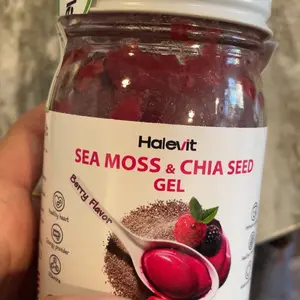 Halevit
SEA MOSS & CHIA SEED
GEL
Berry Flavor